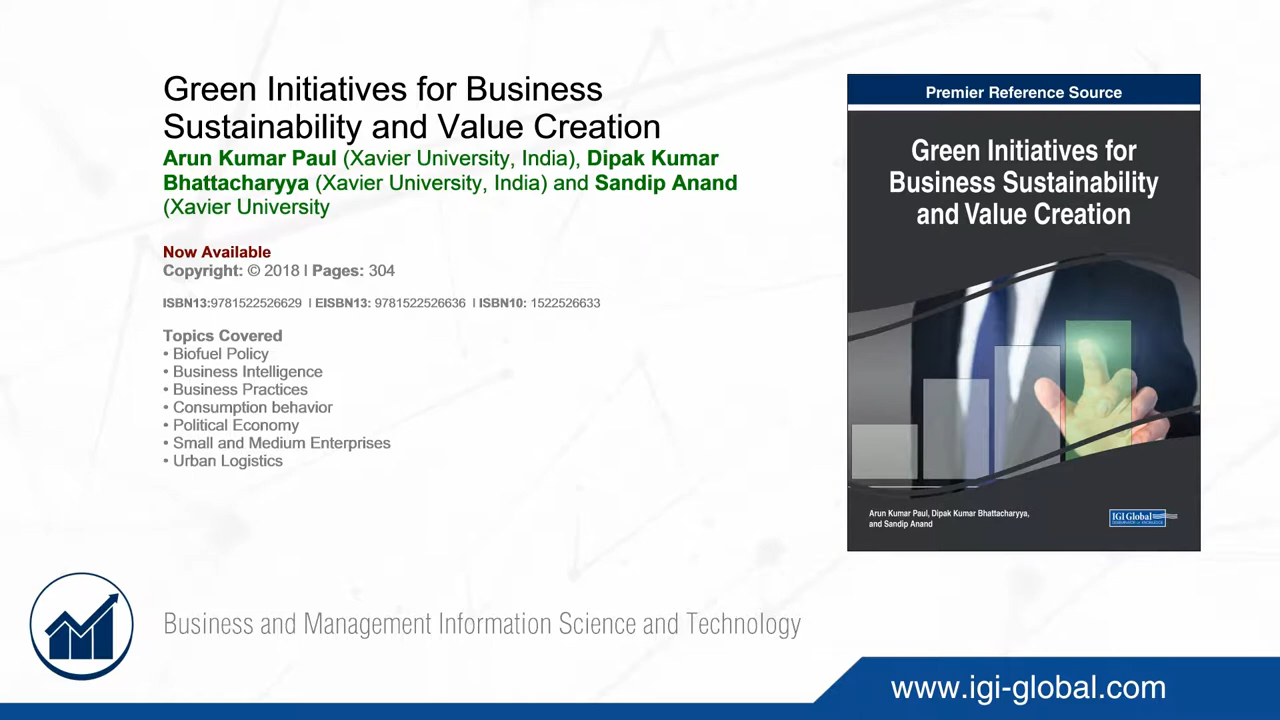 Green Initiatives for Business
Sustainability and Value Creation
Arun Kumar Paul (Xavier University, India), Dipak Kumar
Bhattacharyya (Xavier University, India) and Sandip Anand
(Xavier University
Now Available
Copyright: © 2018 | Pages: 304
ISBN13:9781522526629 | EISBN13: 9781522526636 | ISBN10: 1522526633
Topics Covered
• Biofuel Policy
• Business Intelligence
• Business Practices
• Consumption behavior
• Political Economy
• Small and Medium Enterprises
• Urban Logistics
Premier Reference Source
Green Initiatives for
Business Sustainability
and Value Creation
Arun Kumar Paul, Dipak Kumar Bhattacharyya,
and Sandip Anand
IGI Global
Business and Management Information Science and Technology
www.igi-global.com